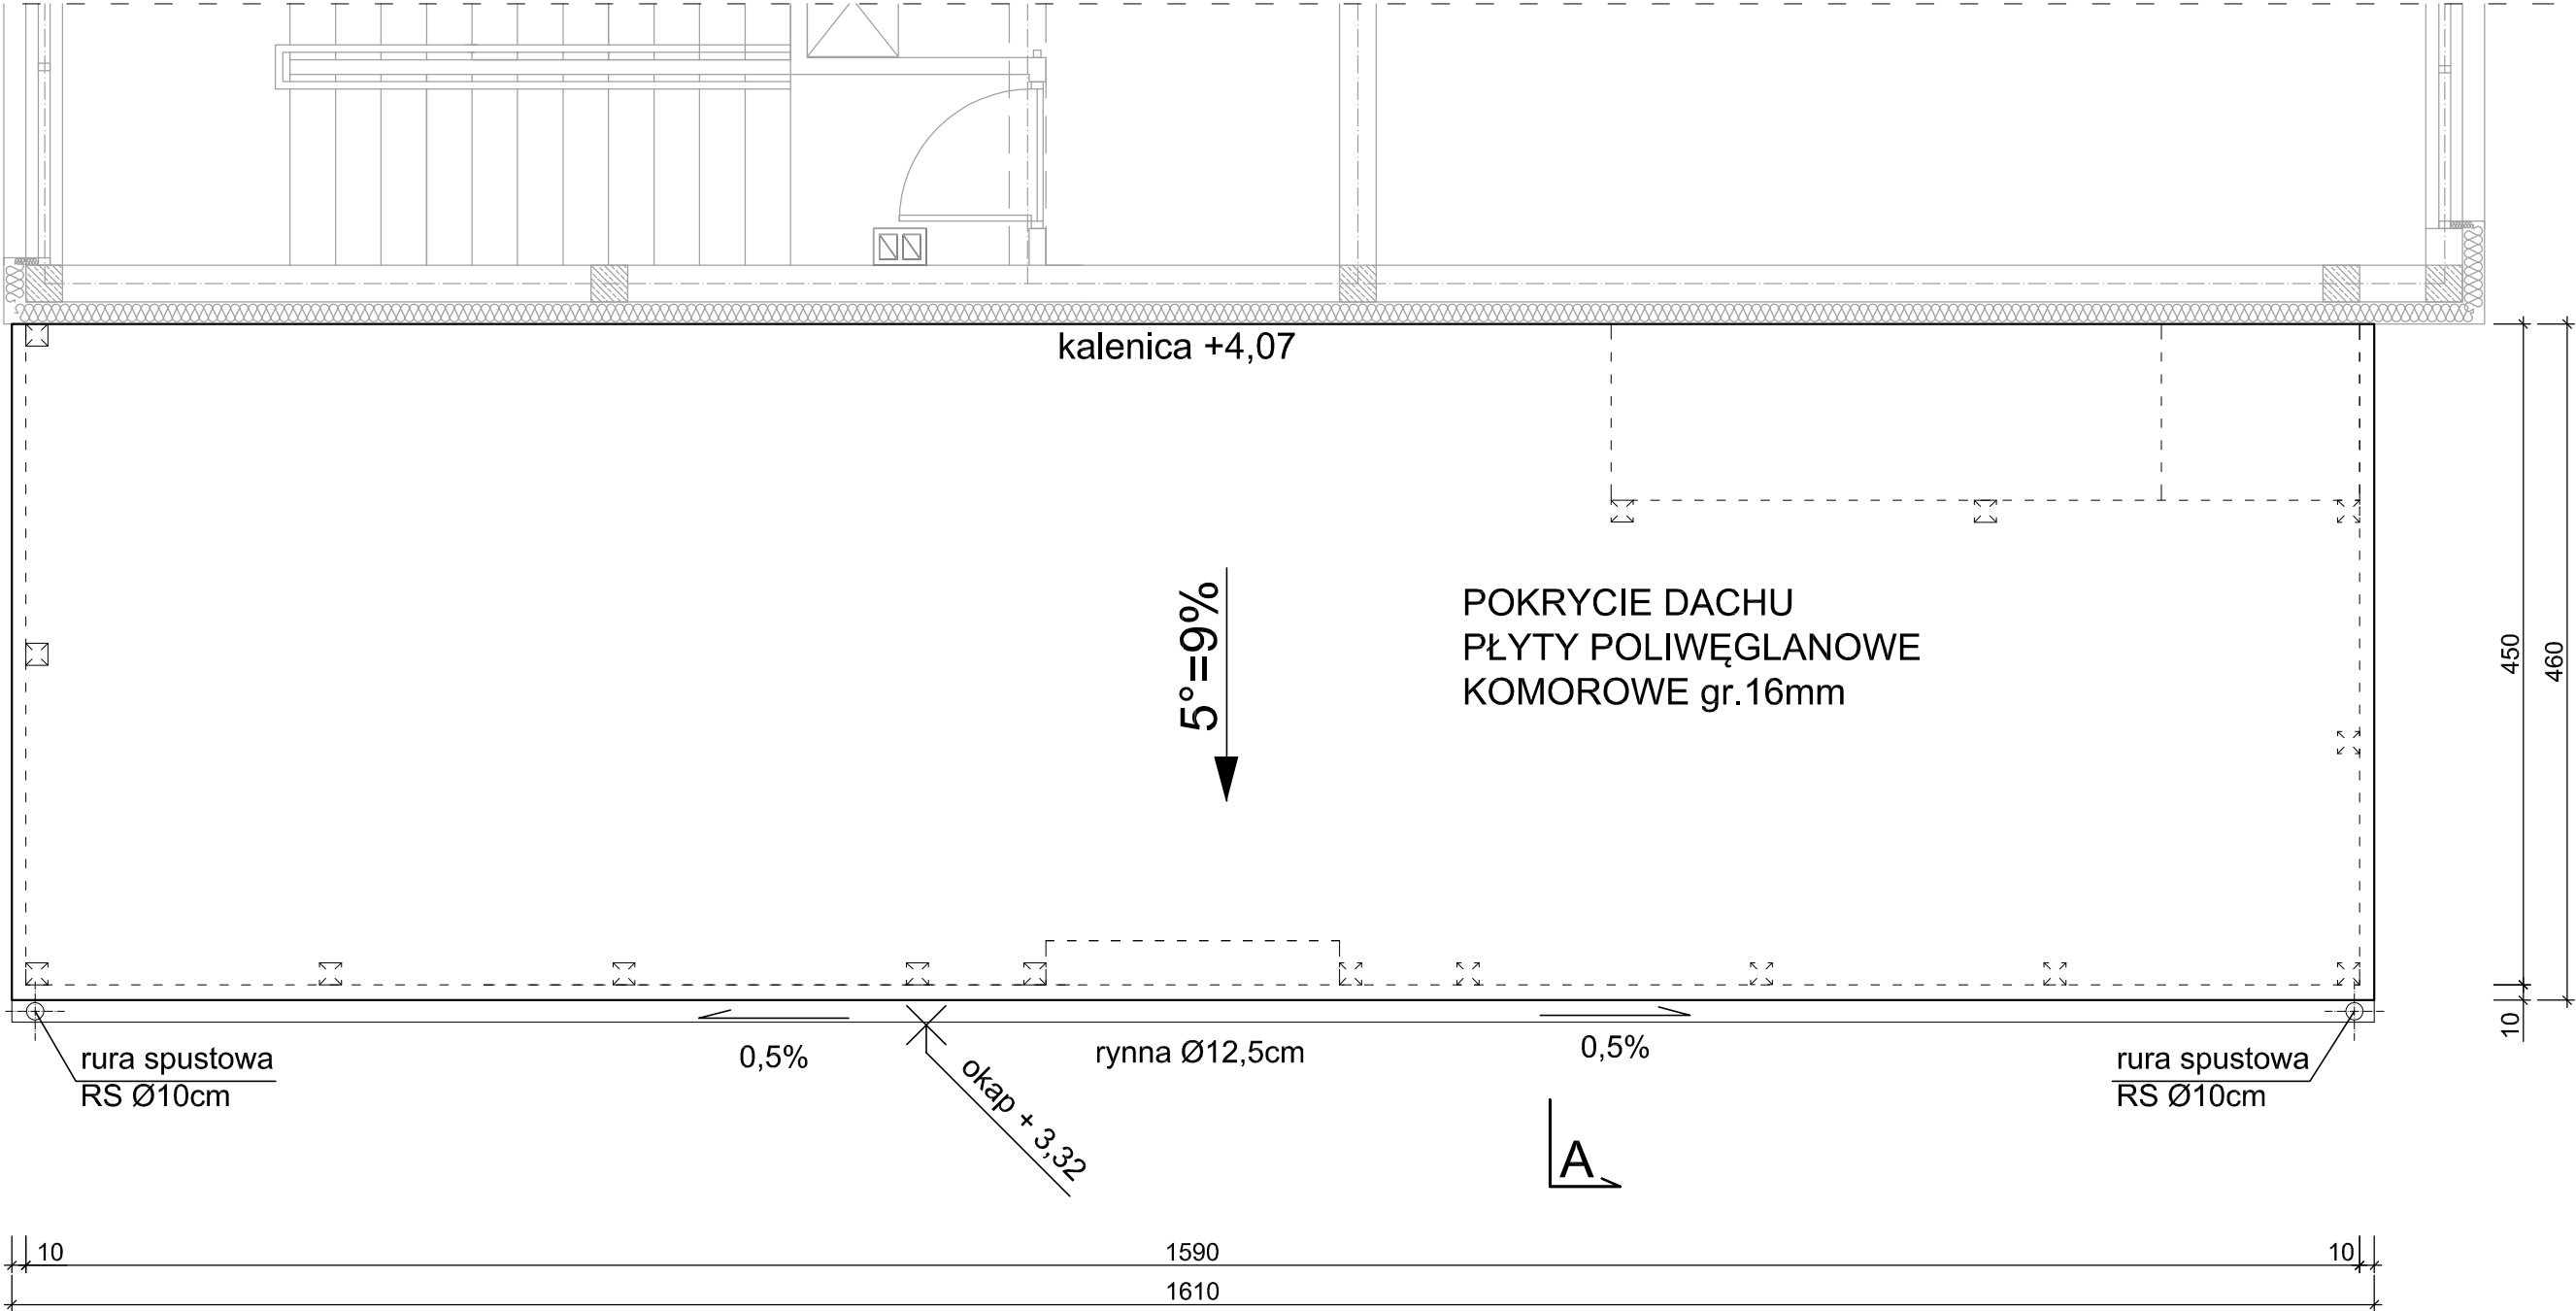 kalenica +4,07
5°=9%
POKRYCIE DACHU
PŁYTY POLIWĘGLANOWE
KOMOROWE gr.16mm
450
460
10
rura spustowa
RS Ø10cm
0,5%
okap + 3,32
rynna Ø12,5cm
0,5%
rura spustowa
RS Ø10cm
A
10
1590
10
1610